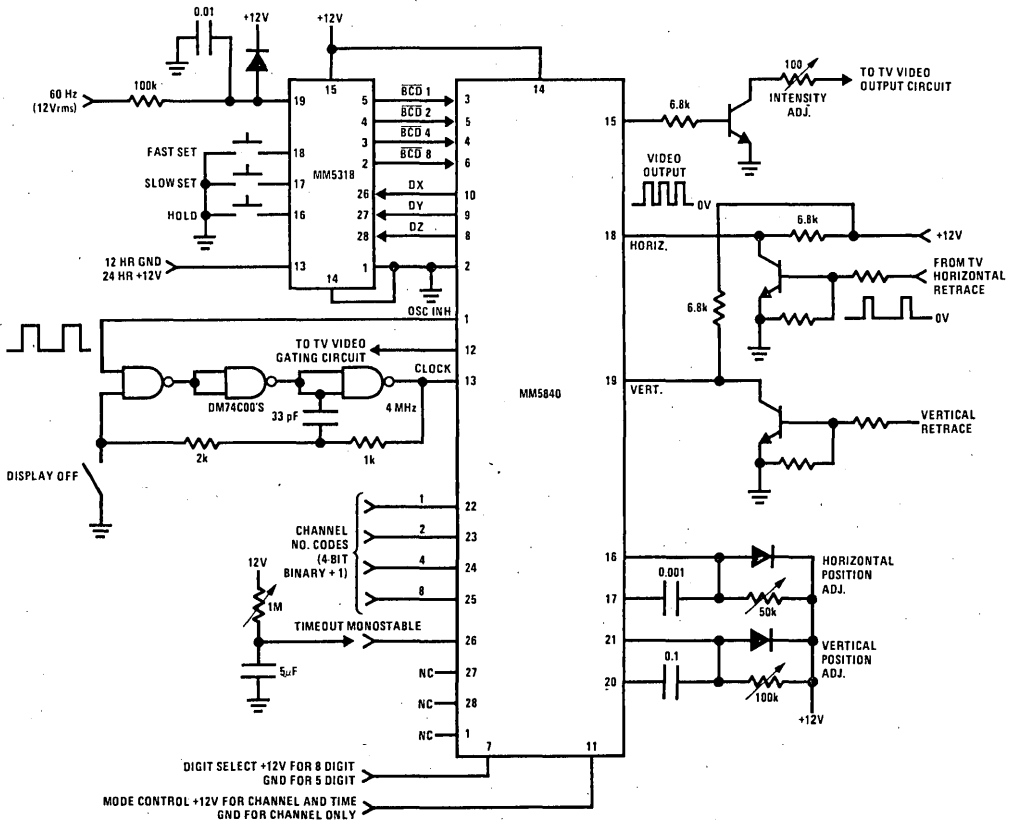 0.01
+12V
+12V
60 Hz
(12Vrms)
100k
19
15
MM5318
5
4
3
2
26
27
28
1
14
13
16
17
18
FAST SET
SLOW SET
HOLD
12 HR GND
24 HR +12V
BCD 1
BCD 2
BCD 4
BCD 8
DX
DY
DZ
3
5
4
6
10
9
8
2
14
MM5840
OSC INH
1
TO TV VIDEO
GATING CIRCUIT
12
CLOCK
13
4 MHz
DM74C00'S
33 pF
2k
1k
DISPLAY OFF
CHANNEL
NO. CODES
(4-BIT
BINARY + 1)
1
2
4
8
22
23
24
25
12V
1M
TIMEOUT MONOSTABLE
26
5μF
NC
27
NC
28
NC
1
7
11
DIGIT SELECT +12V FOR 8 DIGIT
GND FOR 5 DIGIT
MODE CONTROL +12V FOR CHANNEL AND TIME
GND FOR CHANNEL ONLY
15
6.8k
100
INTENSITY
ADJ.
TO TV VIDEO
OUTPUT CIRCUIT
VIDEO
OUTPUT
0V
18
HORIZ.
6.8k
+12V
FROM TV
HORIZONTAL
RETRACE
0V
6.8k
19
VERT.
VERTICAL
RETRACE
16
17
0.001
50k
HORIZONTAL
POSITION
ADJ.
21
20
0.1
100k
VERTICAL
POSITION
ADJ.
+12V